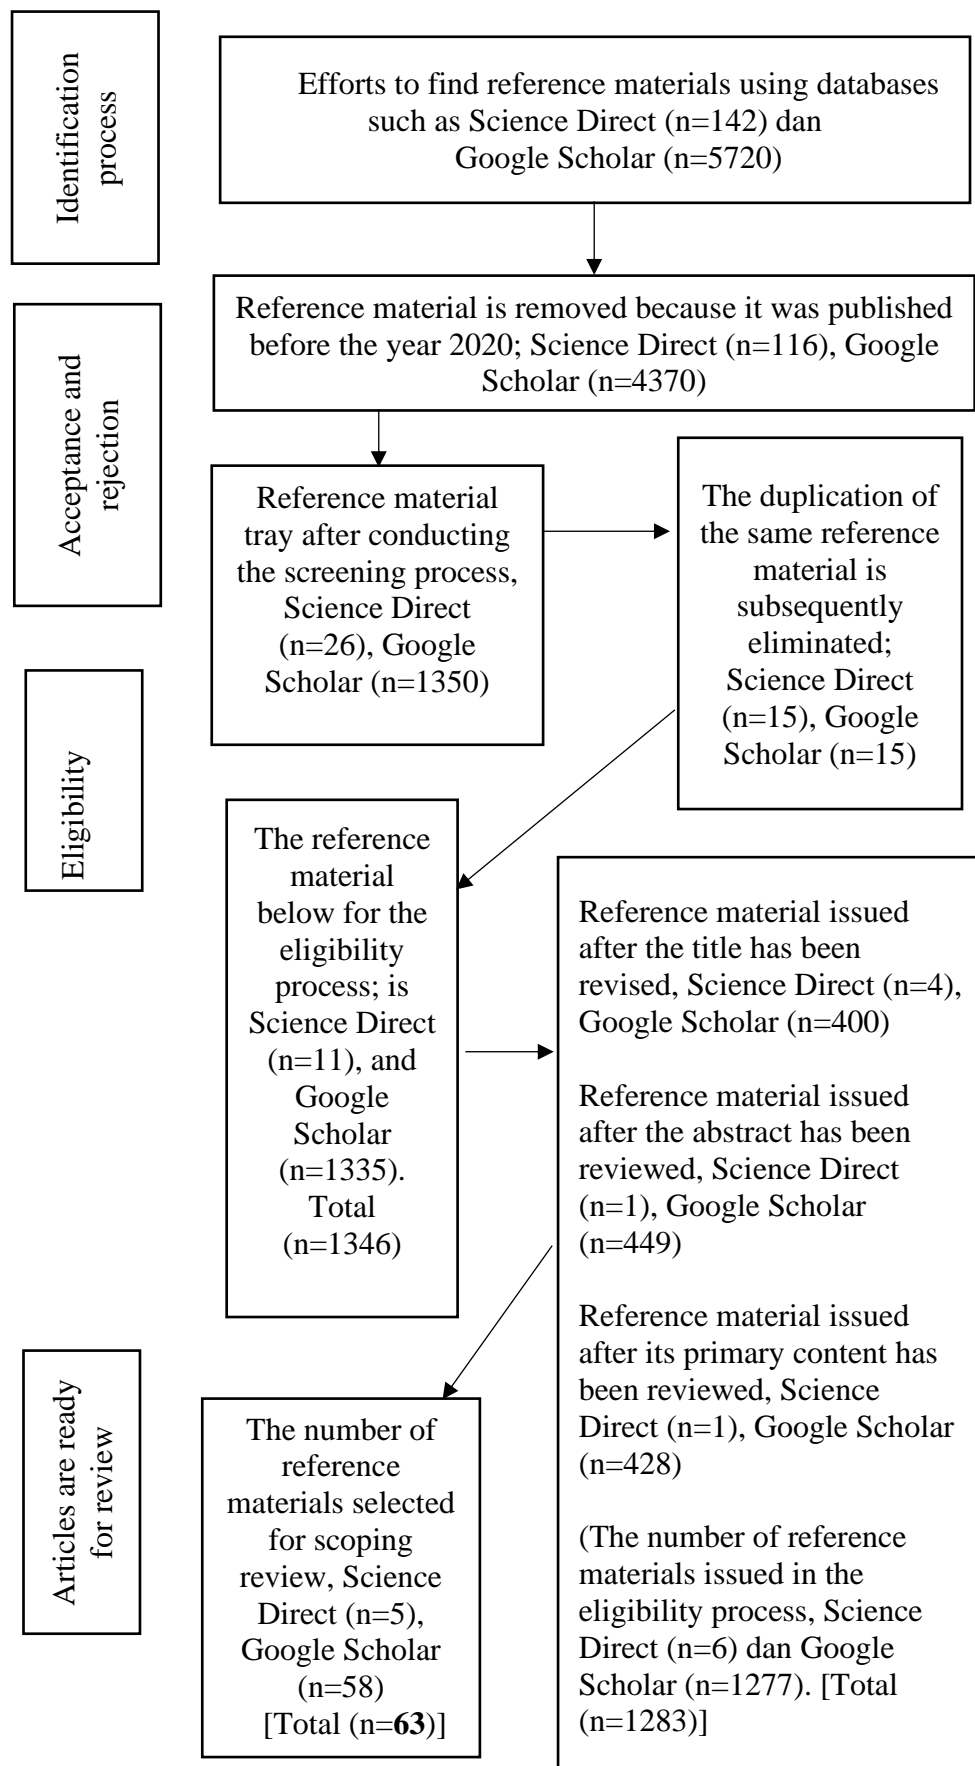 Identification
process
Efforts to find reference materials using databases
such as Science Direct (n=142) dan
Google Scholar (n=5720)
Acceptance and
rejection
Reference material is removed because it was published
before the year 2020; Science Direct (n=116), Google
Scholar (n=4370)
Reference material
tray after conducting
the screening process,
Science Direct
(n=26), Google
Scholar (n=1350)
The duplication of
the same reference
material is
subsequently
eliminated;
Science Direct
(n=15), Google
Scholar (n=15)
Eligibility
The reference
material
below for the
eligibility
process; is
Science Direct
(n=11), and
Google
Scholar
(n=1335).
Total
(n=1346)
Reference material issued
after the title has been
revised, Science Direct (n=4),
Google Scholar (n=400)
Reference material issued
after the abstract has been
reviewed, Science Direct
(n=1), Google Scholar
(n=449)
Reference material issued
after its primary content has
been reviewed, Science
Direct (n=1), Google Scholar
(n=428)
(The number of reference
materials issued in the
eligibility process, Science
Direct (n=6) dan Google
Scholar (n=1277). [Total
(n=1283)]
Articles are ready
for review
The number of
reference
materials selected
for scoping
review, Science
Direct (n=5),
Google Scholar
(n=58)
[Total (n=63)]